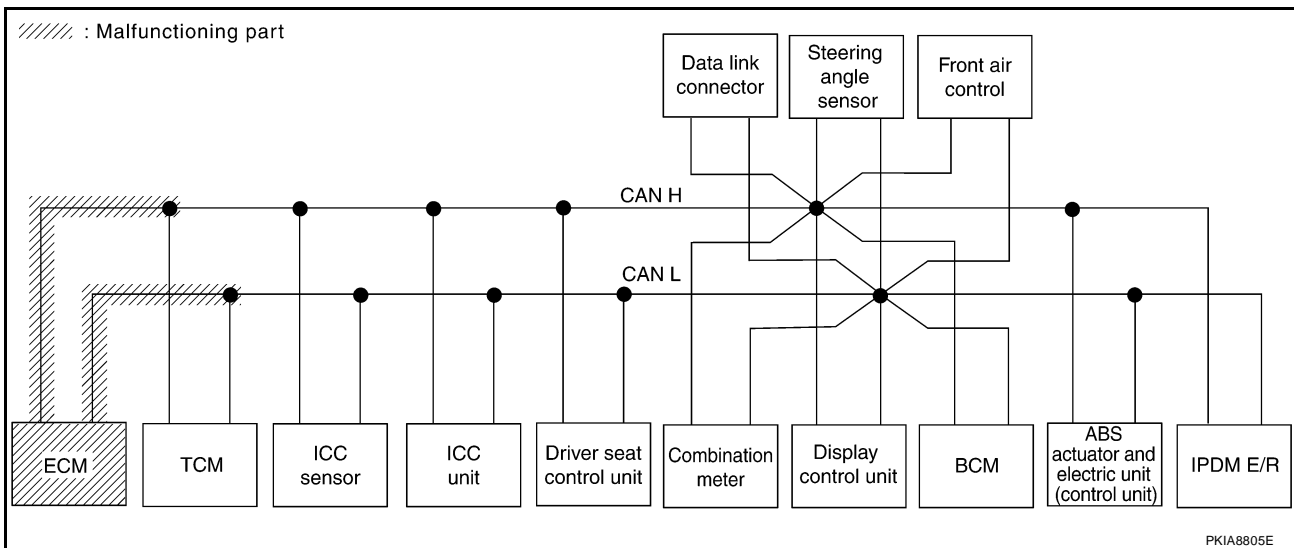 : Malfunctioning part
Data link
connector
Steering
angle
sensor
Front air
control
CAN H
CAN L
ECM
TCM
ICC
sensor
ICC
unit
Driver seat
control unit
Combination
meter
Display
control unit
BCM
ABS
actuator and
electric unit
(control unit)
IPDM E/R
PKIA8805E